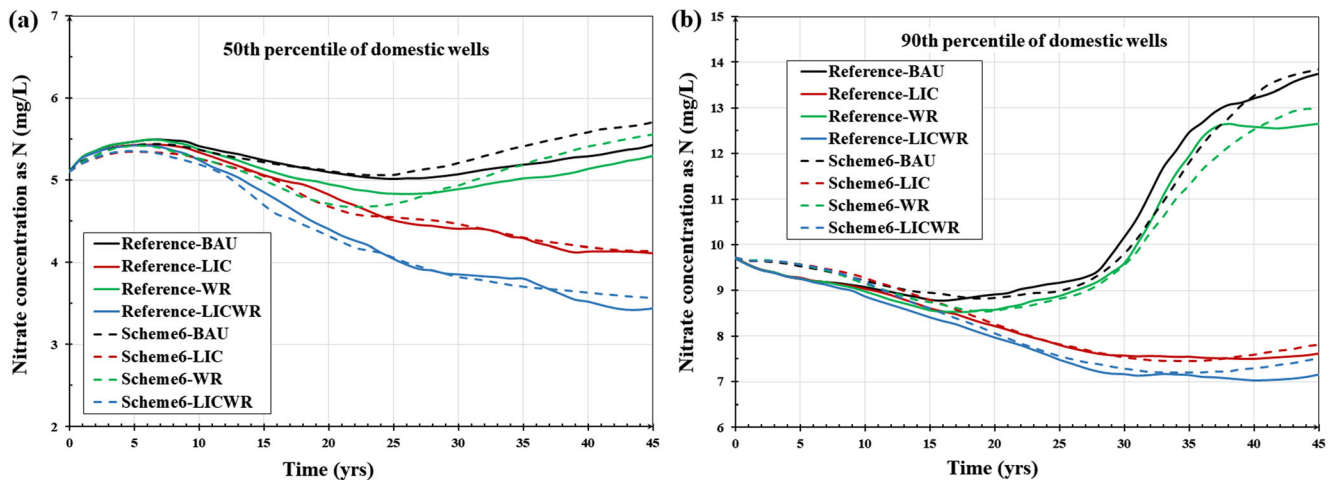 (a)
50th percentile of domestic wells
Nitrate concentration as N (mg/L)
7
6
5
4
3
2
Reference-BAU
Reference-LIC
Reference-WR
Reference-LICWR
Scheme6-BAU
Scheme6-LIC
Scheme6-WR
Scheme6-LICWR
0 5 10 15 20 25 30 35 40 45
Time (yrs)
(b)
90th percentile of domestic wells
Nitrate concentration as N (mg/L)
15
14
13
12
11
10
9
8
7
6
Reference-BAU
Reference-LIC
Reference-WR
Reference-LICWR
Scheme6-BAU
Scheme6-LIC
Scheme6-WR
Scheme6-LICWR
0 5 10 15 20 25 30 35 40 45
Time (yrs)